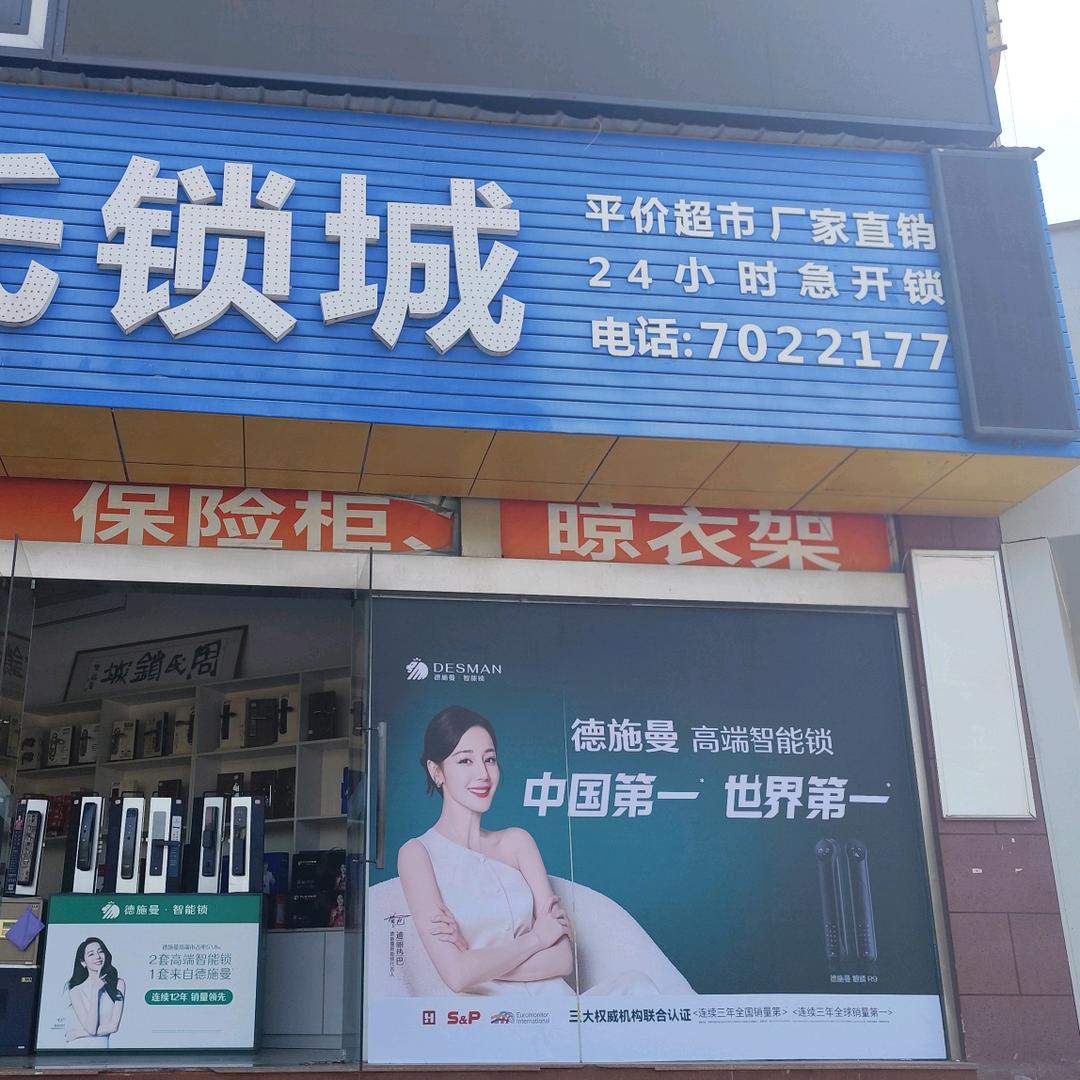 锁城
平价超市 厂家直销
24小时急开锁
电话:7022177
保险柜、
晾衣架
周氏鎖城
DESMAN
德施曼·智能锁
德施曼 高端智能锁
中国第一 世界第一
迪丽热巴
德施曼 R9
S&P
Euromonitor International
三大权威机构联合认证 <连续三年全国销量第一> <连续三年全球销量第一>
德施曼·智能锁
2套高端智能锁
1套来自德施曼
连续12年 销量领先